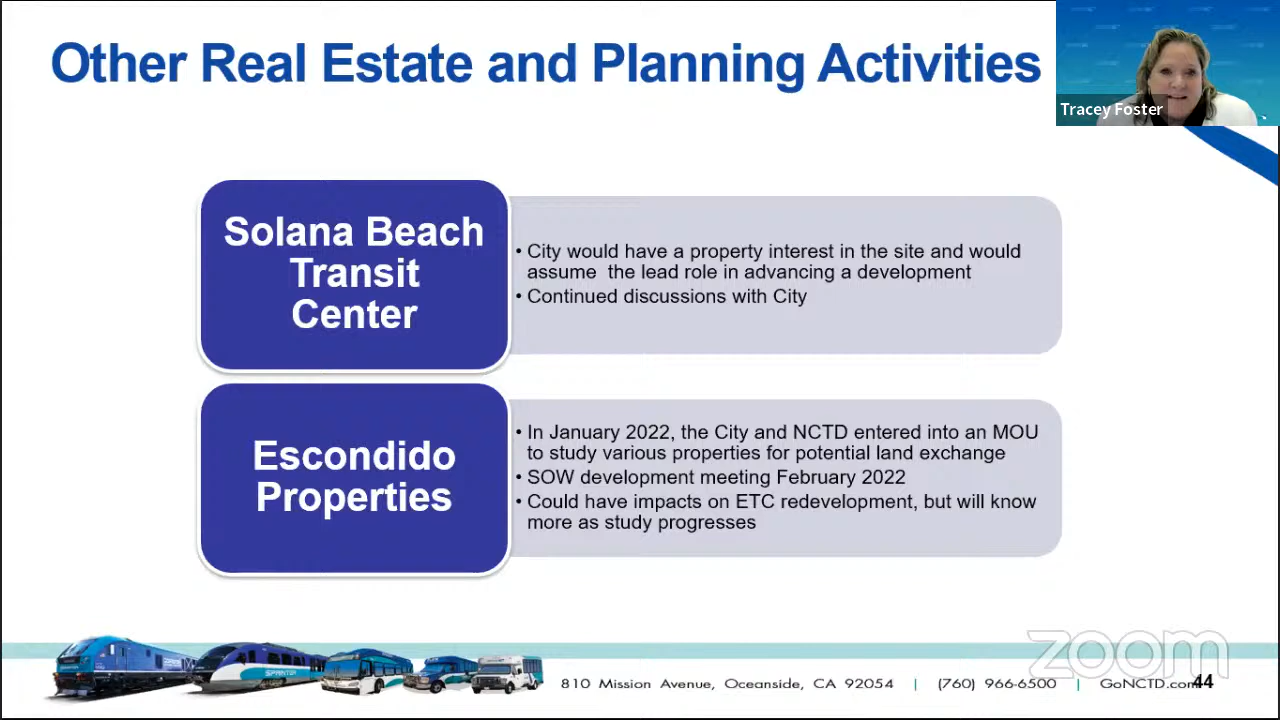 Other Real Estate and Planning Activities
Tracey Foster
Solana Beach
Transit
Center
• City would have a property interest in the site and would
assume the lead role in advancing a development
• Continued discussions with City
Escondido
Properties
• In January 2022, the City and NCTD entered into an MOU
to study various properties for potential land exchange
• SOW development meeting February 2022
• Could have impacts on ETC redevelopment, but will know
more as study progresses
SPRINTER
zoom
810 Mission Avenue, Oceanside, CA 92054 | (760) 966-6500 | GoNCTD.com
44